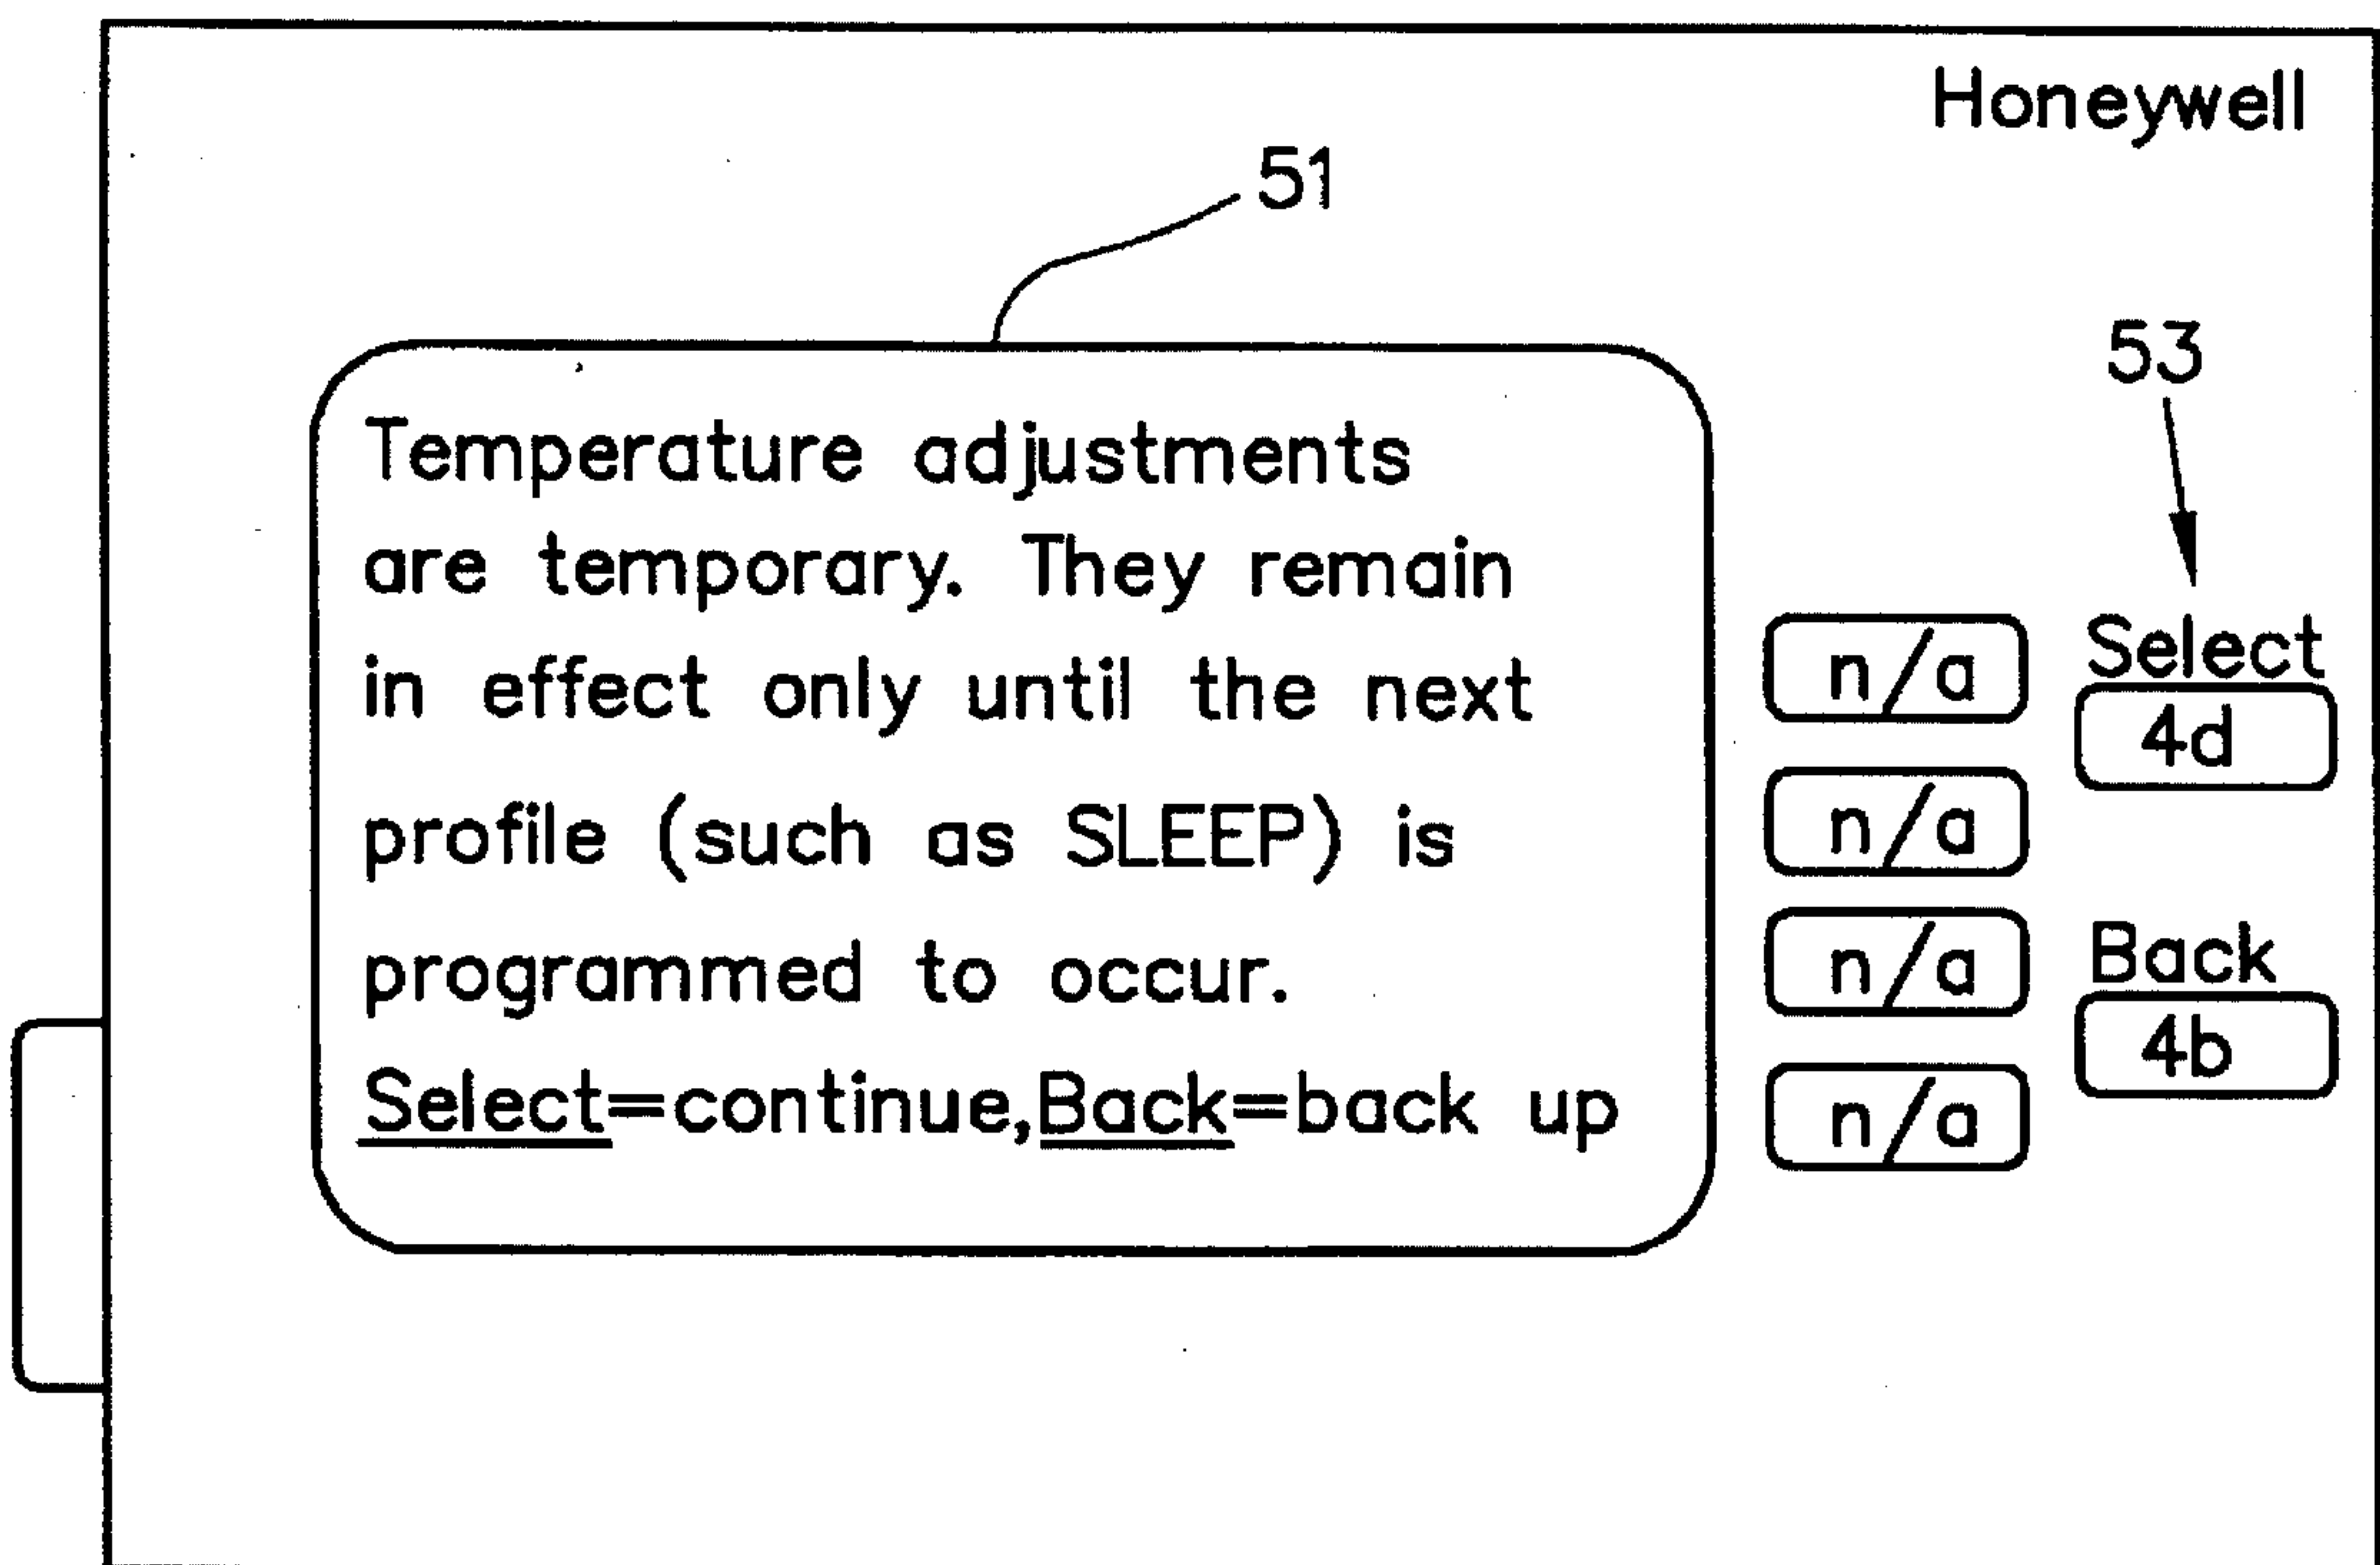 Honeywell
51
53
Temperature adjustments
are temporary. They remain
in effect only until the next
profile (such as SLEEP) is
programmed to occur.
Select=continue,Back=back up
n/a
n/a
n/a
n/a
Select
4d
Back
4b